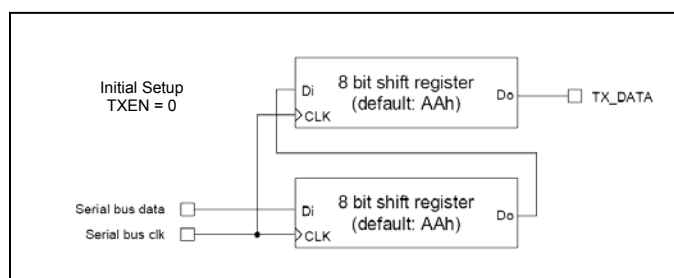 Initial Setup
TXEN = 0
8 bit shift register
(default: AAh)
Di
CLK
Do
TX_DATA
8 bit shift register
(default: AAh)
Di
CLK
Do
Serial bus data
Serial bus clk